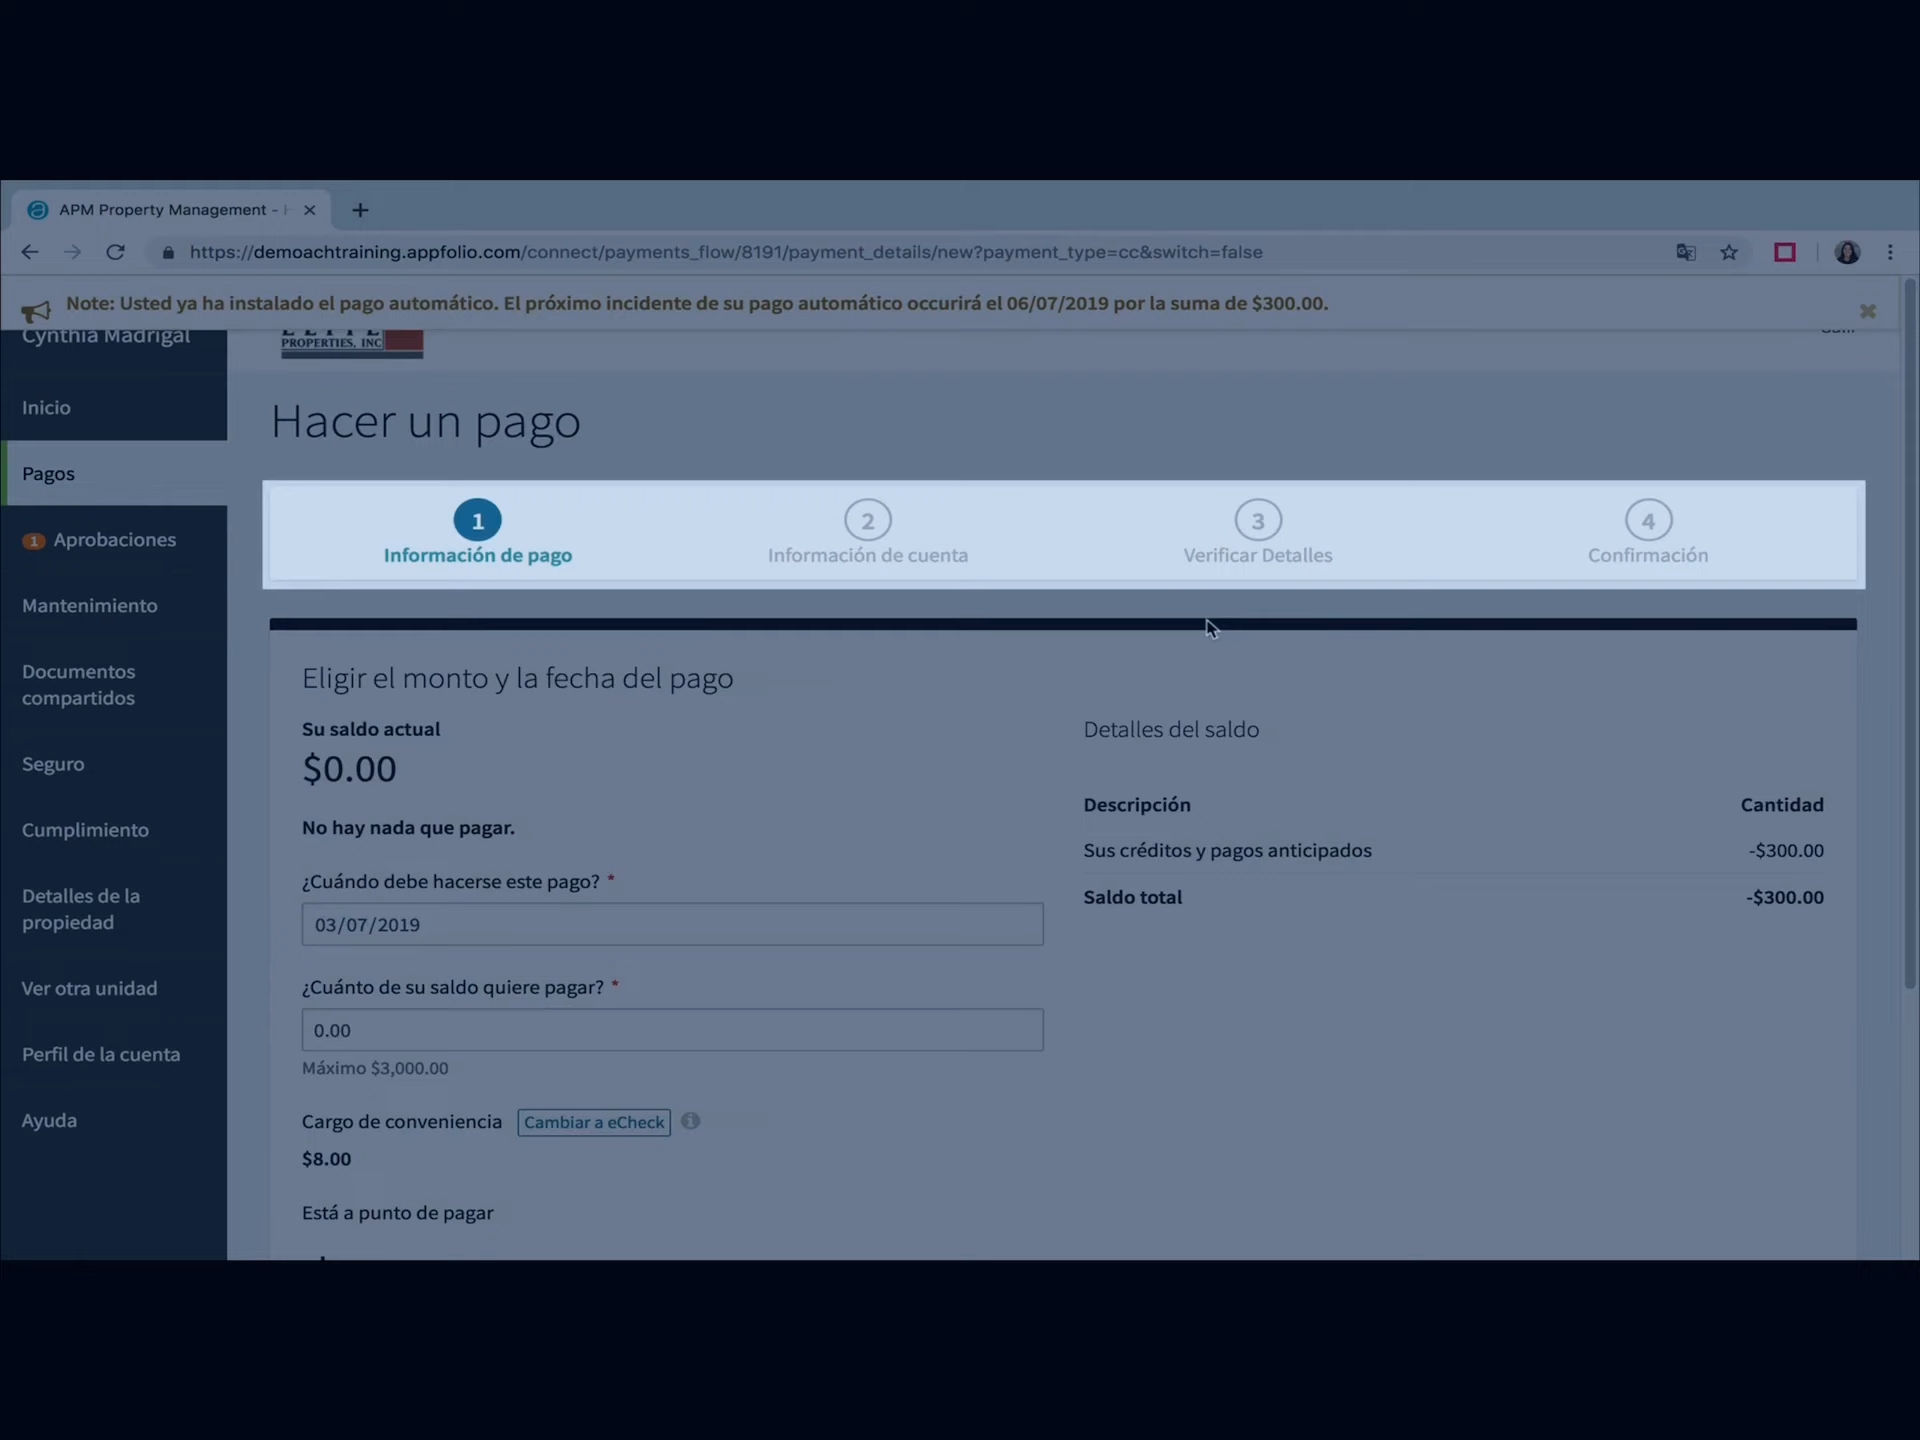 APM Property Management -
https://demoachtraining.appfolio.com/connect/payments_flow/8191/payment_details/new?payment_type=cc&switch=false
Note: Usted ya ha instalado el pago automático. El próximo incidente de su pago automático occurirá el 06/07/2019 por la suma de $300.00.
Cynthia Madrigal
PROPERTIES, INC
Inicio
Pagos
1 Aprobaciones
Mantenimiento
Documentos
compartidos
Seguro
Cumplimiento
Detalles de la
propiedad
Ver otra unidad
Perfil de la cuenta
Ayuda
Hacer un pago
1
Información de pago
2
Información de cuenta
3
Verificar Detalles
4
Confirmación
Eligir el monto y la fecha del pago
Su saldo actual
$0.00
No hay nada que pagar.
¿Cuándo debe hacerse este pago? *
03/07/2019
¿Cuánto de su saldo quiere pagar? *
0.00
Máximo $3,000.00
Cargo de conveniencia Cambiar a eCheck
$8.00
Está a punto de pagar
Detalles del saldo
Descripción Cantidad
Sus créditos y pagos anticipados -$300.00
Saldo total -$300.00